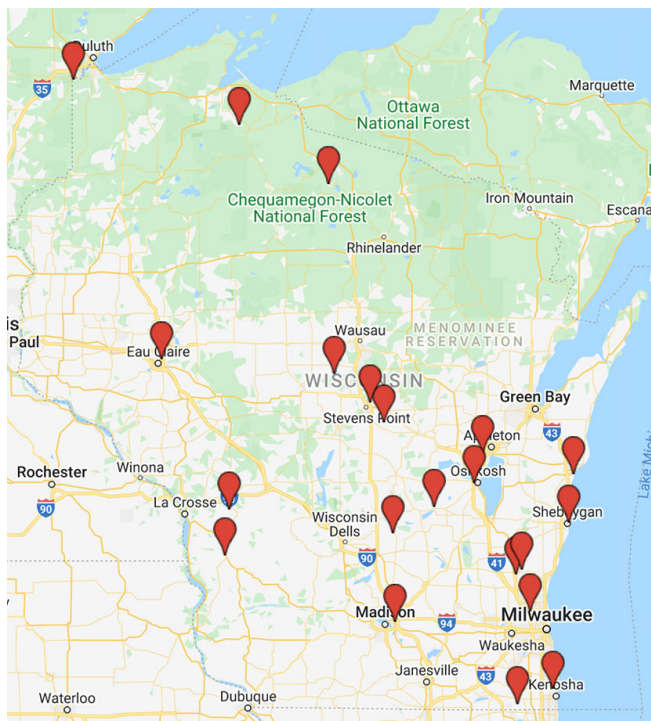 Duluth
35
Marquette
Ottawa
National Forest
Chequamegon-Nicolet
National Forest
Iron Mountain
Escana
Rhinelander
is
Paul
Wausau
MENOMINEE
RESERVATION
Eau Claire
WISCONSIN
Stevens Point
Green Bay
43
Appleton
Oshkosh
Rochester
Winona
90
La Crosse
Lake Michi
Sheboygan
Wisconsin
Dells
90
41
Madison
94
Milwaukee
Waukesha
Janesville
43
Kenosha
Waterloo
Dubuque